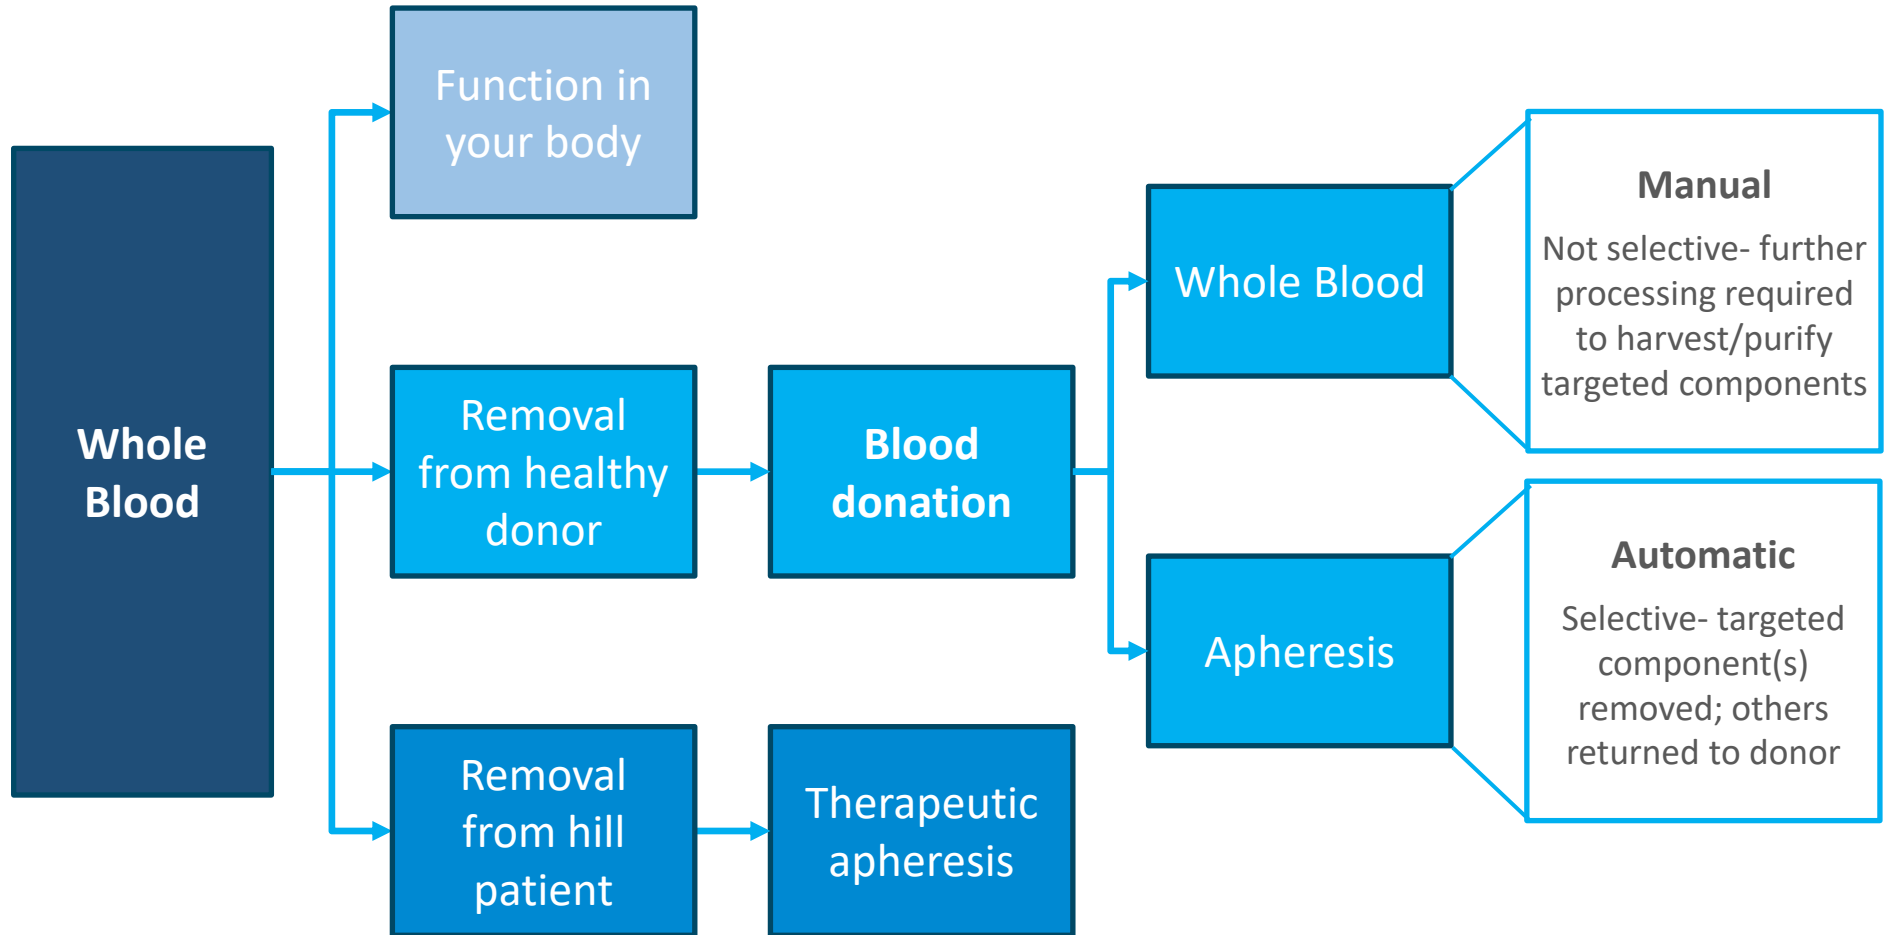 Function in
your body
Whole
Blood
Removal
from healthy
donor
Blood
donation
Whole Blood
Manual
Not selective- further
processing required
to harvest/purify
targeted components
Apheresis
Automatic
Selective- targeted
component(s)
removed; others
returned to donor
Removal
from hill
patient
Therapeutic
apheresis